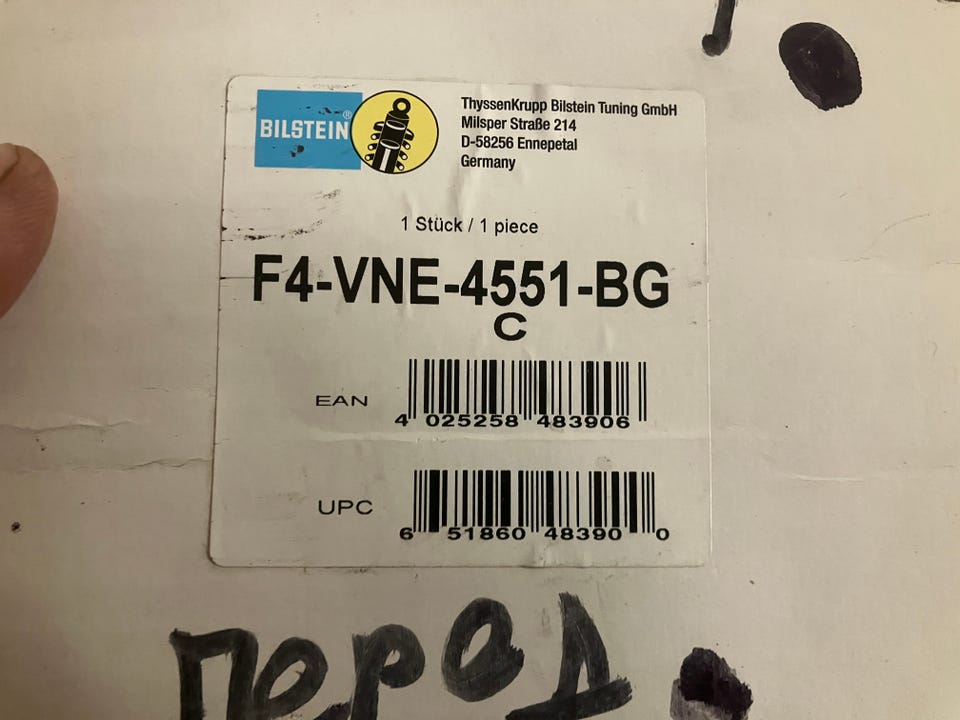 BILSTEIN®
ThyssenKrupp Bilstein Tuning GmbH
Milsper Straße 214
D-58256 Ennepetal
Germany
1 Stück / 1 piece
F4-VNE-4551-BG
C
EAN
4 025258 483906
UPC
6 51860 48390 0
перед